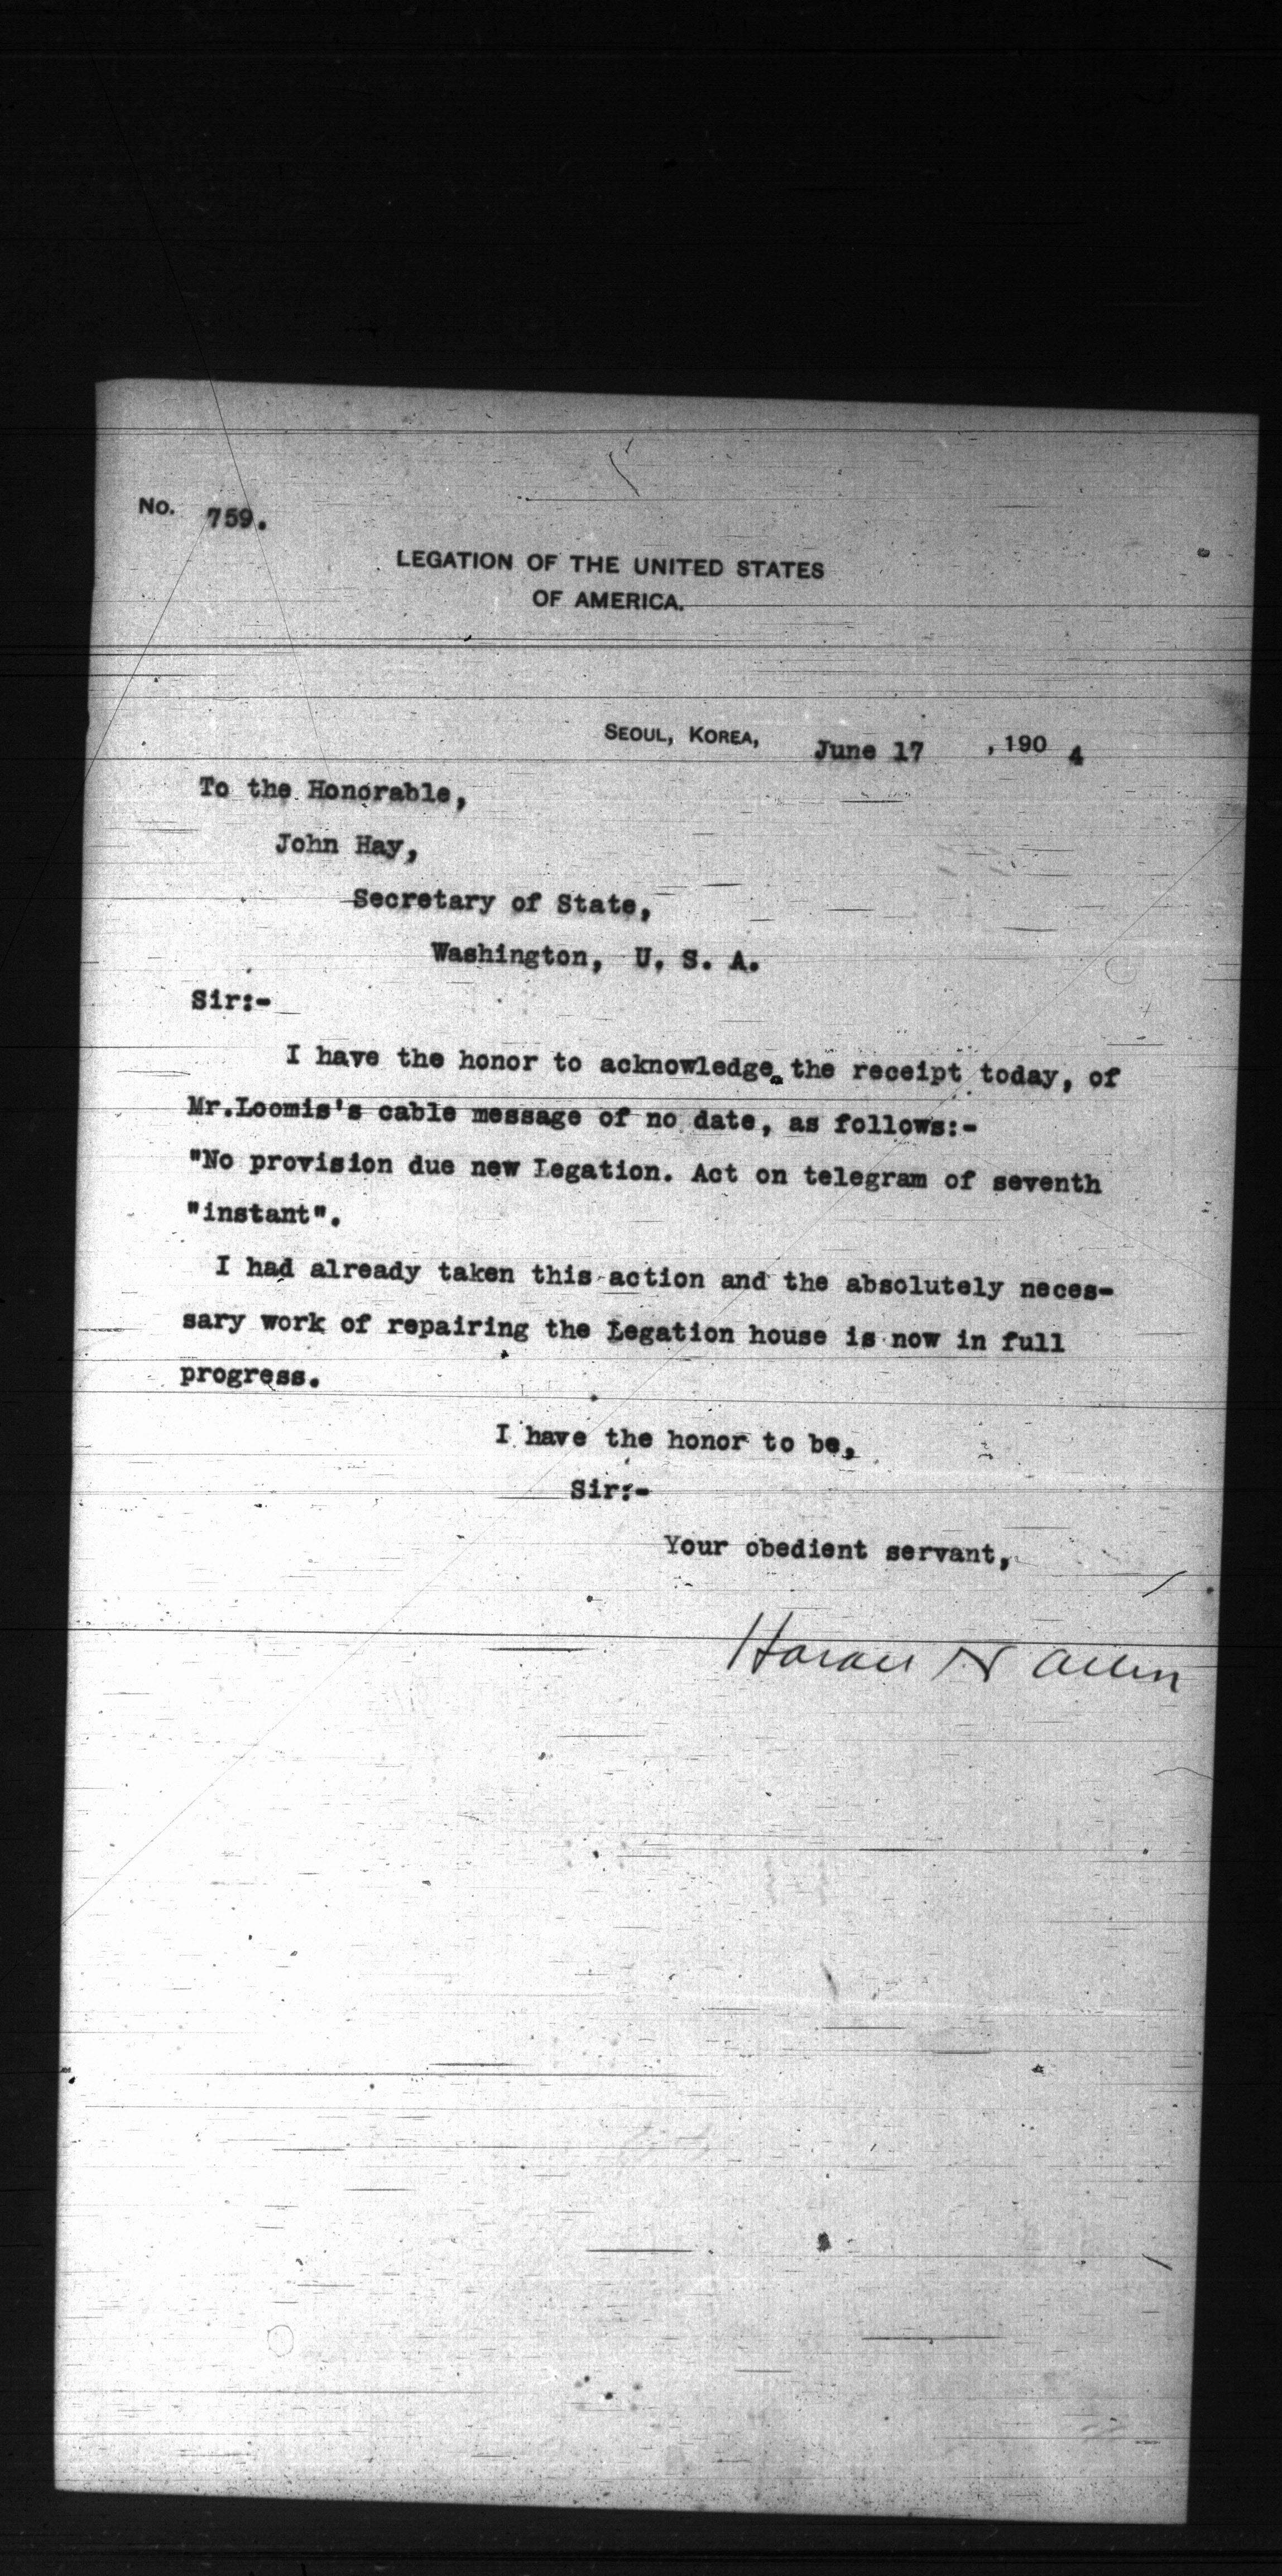 No. 759.
LEGATION OF THE UNITED STATES
OF AMERICA.
SEOUL, KOREA, June 17 , 190 4
To the Honorable,
John Hay,
Secretary of State,
Washington, U. S. A.
Sir:-
I have the honor to acknowledge the receipt today, of
Mr.Loomis's cable message of no date, as follows:-
"No provision due new Legation. Act on telegram of seventh
"instant".
I had already taken this action and the absolutely neces-
sary work of repairing the Legation house is now in full
progress.
I have the honor to be,
Sir:-
Your obedient servant,
Horace N Allen